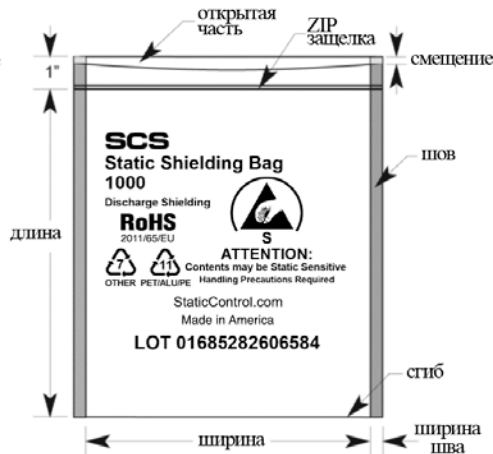 открытая
часть
ZIP
защелка
смещение
1"
SCS
Static Shielding Bag
1000
шов
Discharge Shielding
RoHS
2011/65/EU
S
длина
ATTENTION:
Contents may be Static Sensitive
Handling Precautions Required
7
11
OTHER PET/ALU/PE
StaticControl.com
Made in America
LOT 01685282606584
сгиб
ширина
ширина
шва